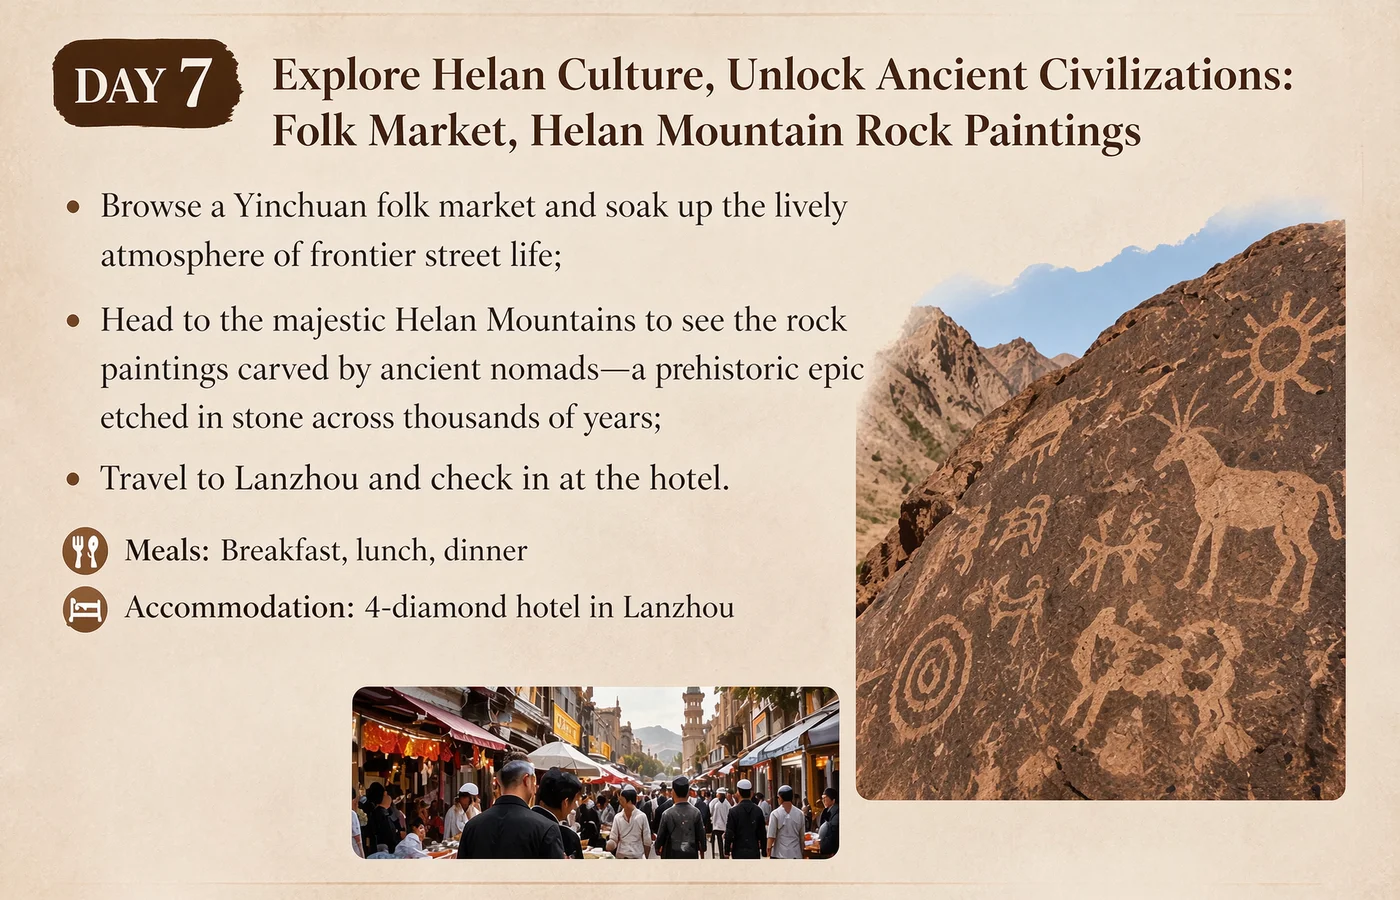 DAY 7
Explore Helan Culture, Unlock Ancient Civilizations:
Folk Market, Helan Mountain Rock Paintings
• Browse a Yinchuan folk market and soak up the lively
atmosphere of frontier street life;
• Head to the majestic Helan Mountains to see the rock
paintings carved by ancient nomads—a prehistoric epic
etched in stone across thousands of years;
• Travel to Lanzhou and check in at the hotel.
Meals: Breakfast, lunch, dinner
Accommodation: 4-diamond hotel in Lanzhou